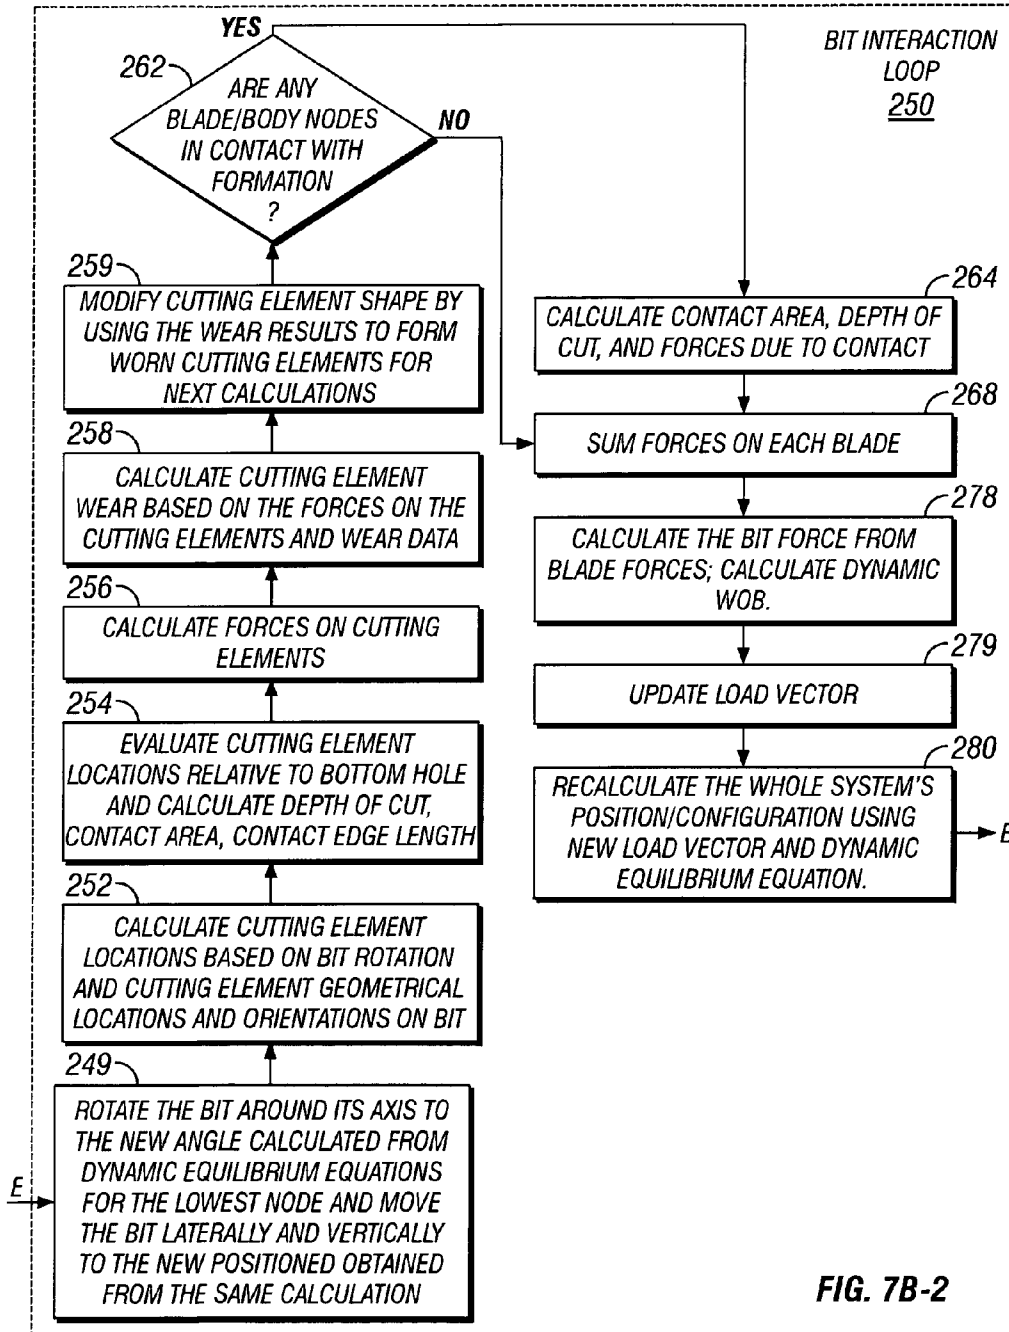 BIT INTERACTION
LOOP
250
YES
262
ARE ANY
BLADE/BODY NODES
IN CONTACT WITH
FORMATION
?
NO
259
MODIFY CUTTING ELEMENT SHAPE BY
USING THE WEAR RESULTS TO FORM
WORN CUTTING ELEMENTS FOR
NEXT CALCULATIONS
258
CALCULATE CUTTING ELEMENT
WEAR BASED ON THE FORCES ON THE
CUTTING ELEMENTS AND WEAR DATA
256
CALCULATE FORCES ON CUTTING
ELEMENTS
254
EVALUATE CUTTING ELEMENT
LOCATIONS RELATIVE TO BOTTOM HOLE
AND CALCULATE DEPTH OF CUT,
CONTACT AREA, CONTACT EDGE LENGTH
252
CALCULATE CUTTING ELEMENT
LOCATIONS BASED ON BIT ROTATION
AND CUTTING ELEMENT GEOMETRICAL
LOCATIONS AND ORIENTATIONS ON BIT
249
E
ROTATE THE BIT AROUND ITS AXIS TO
THE NEW ANGLE CALCULATED FROM
DYNAMIC EQUILIBRIUM EQUATIONS
FOR THE LOWEST NODE AND MOVE
THE BIT LATERALLY AND VERTICALLY
TO THE NEW POSITIONED OBTAINED
FROM THE SAME CALCULATION
264
CALCULATE CONTACT AREA, DEPTH OF
CUT, AND FORCES DUE TO CONTACT
268
SUM FORCES ON EACH BLADE
278
CALCULATE THE BIT FORCE FROM
BLADE FORCES; CALCULATE DYNAMIC
WOB.
279
UPDATE LOAD VECTOR
280
RECALCULATE THE WHOLE SYSTEM'S
POSITION/CONFIGURATION USING
NEW LOAD VECTOR AND DYNAMIC
EQUILIBRIUM EQUATION.
FIG. 7B-2